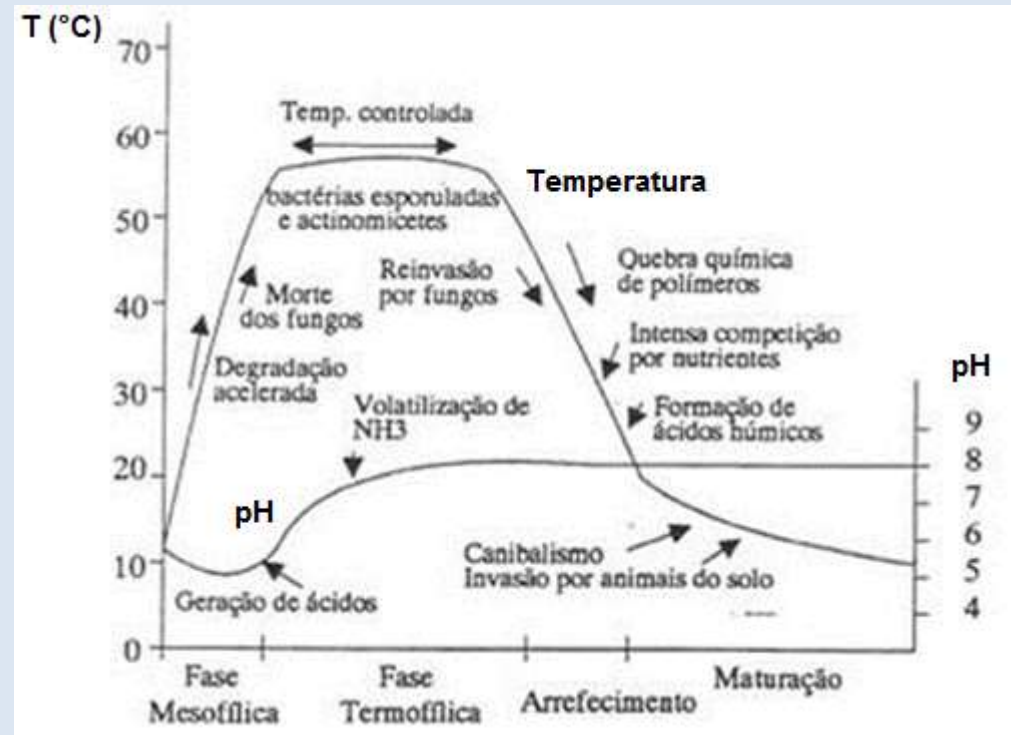 T (°C)
70
60
50
40
30
20
10
0
Temp. controlada
bactérias esporuladas
e actinomicetes
Temperatura
Reinvasão
por fungos
Quebra química
de polímeros
Morte
dos fungos
Intensa competição
por nutrientes
Degradação
acelerada
Formação de
ácidos húmicos
Volatilização de
NH3
pH
Canibalismo
Invasão por animais do solo
Geração de ácidos
pH
9
8
7
6
5
4
Fase
Mesofílica
Fase
Termofílica
Arrefecimento
Maturação